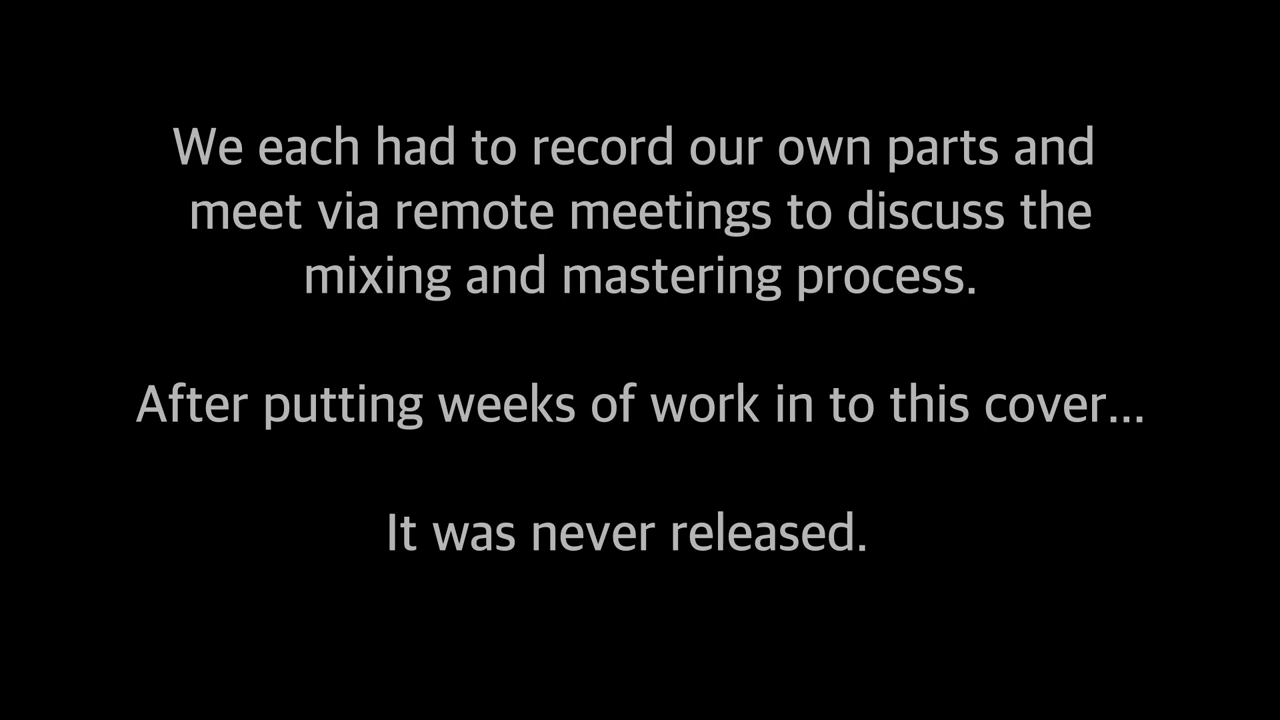 We each had to record our own parts and
meet via remote meetings to discuss the
mixing and mastering process.
After putting weeks of work in to this cover...
It was never released.